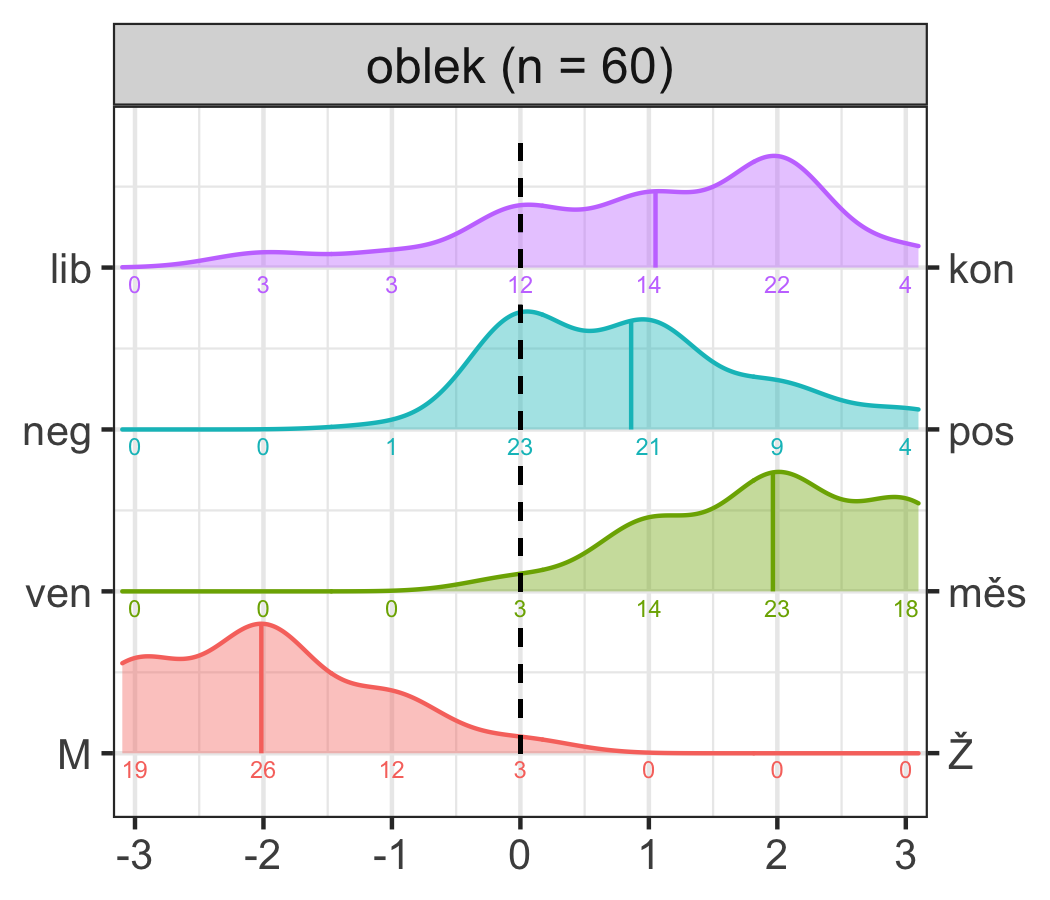 oblek (n = 60)
lib kon
0 3 3 12 14 22 4
neg pos
0 0 1 23 21 9 4
ven měs
0 0 0 3 14 23 18
M Ž
19 26 12 3 0 0 0
-3 -2 -1 0 1 2 3